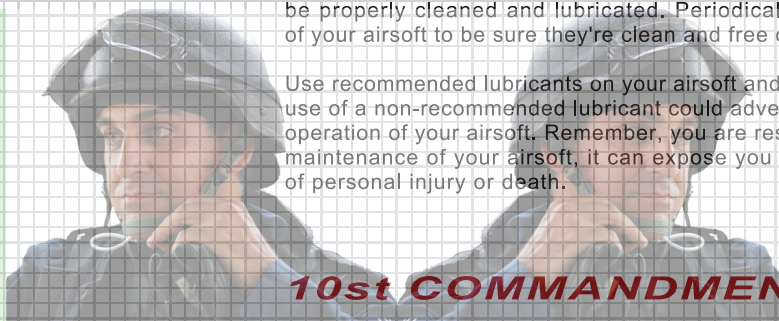 be properly cleaned and lubricated. Periodical
of your airsoft to be sure they're clean and free
Use recommended lubricants on your airsoft and
use of a non-recommended lubricant could adve
operation of your airsoft. Remember, you are res
maintenance of your airsoft, it can expose you
of personal injury or death.
10st COMMANDMEN